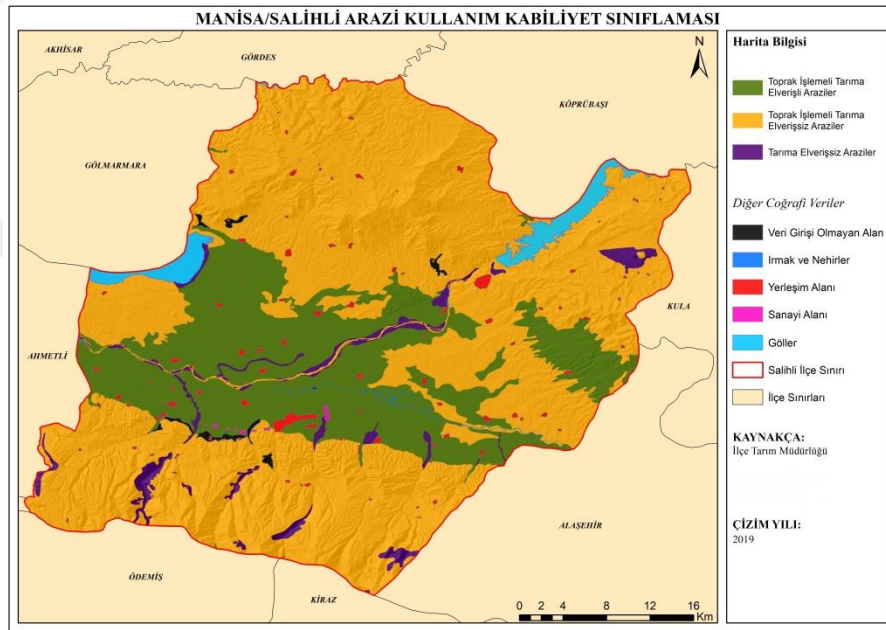 MANİSA/SALİHLİ ARAZİ KULLANIM KABİLİYET SINIFLAMASI
AKHİSAR
GÖRDES
KÖPRÜBAŞI
GÖLMARMARA
KULA
AHMETLİ
ALAŞEHİR
ÖDEMİŞ
KİRAZ
N
0 2 4 8 12 16
Km
Harita Bilgisi
Toprak İşlemeli Tarıma
Elverişli Araziler
Toprak İşlemeli Tarıma
Elverişsiz Araziler
Tarıma Elverişsiz Araziler
Diğer Coğrafi Veriler
Veri Girişi Olmayan Alan
Irmak ve Nehirler
Yerleşim Alanı
Sanayi Alanı
Göller
Salihli İlçe Sınırı
İlçe Sınırları
KAYNAKÇA:
İlçe Tarım Müdürlüğü
ÇİZİM YILI:
2019